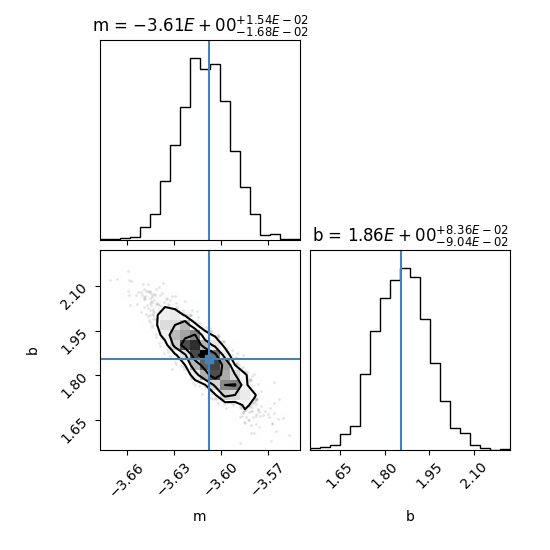 m = −3.61E + 00+1.54E − 02
−1.68E − 02
b = 1.86E + 00+8.36E − 02
−9.04E − 02
b
2.10
1.95
1.80
1.65
−3.66 −3.63 −3.60 −3.57
m
1.65 1.80 1.95 2.10
b